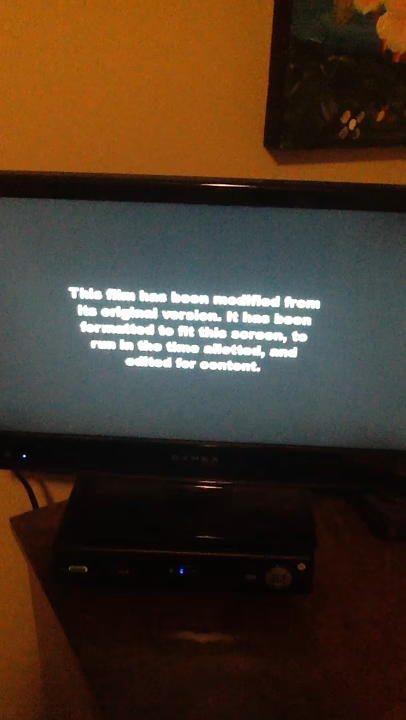 This film has been modified from
its original version. It has been
formatted to fit this screen, to
run in the time allotted, and
edited for content.
DYNEX